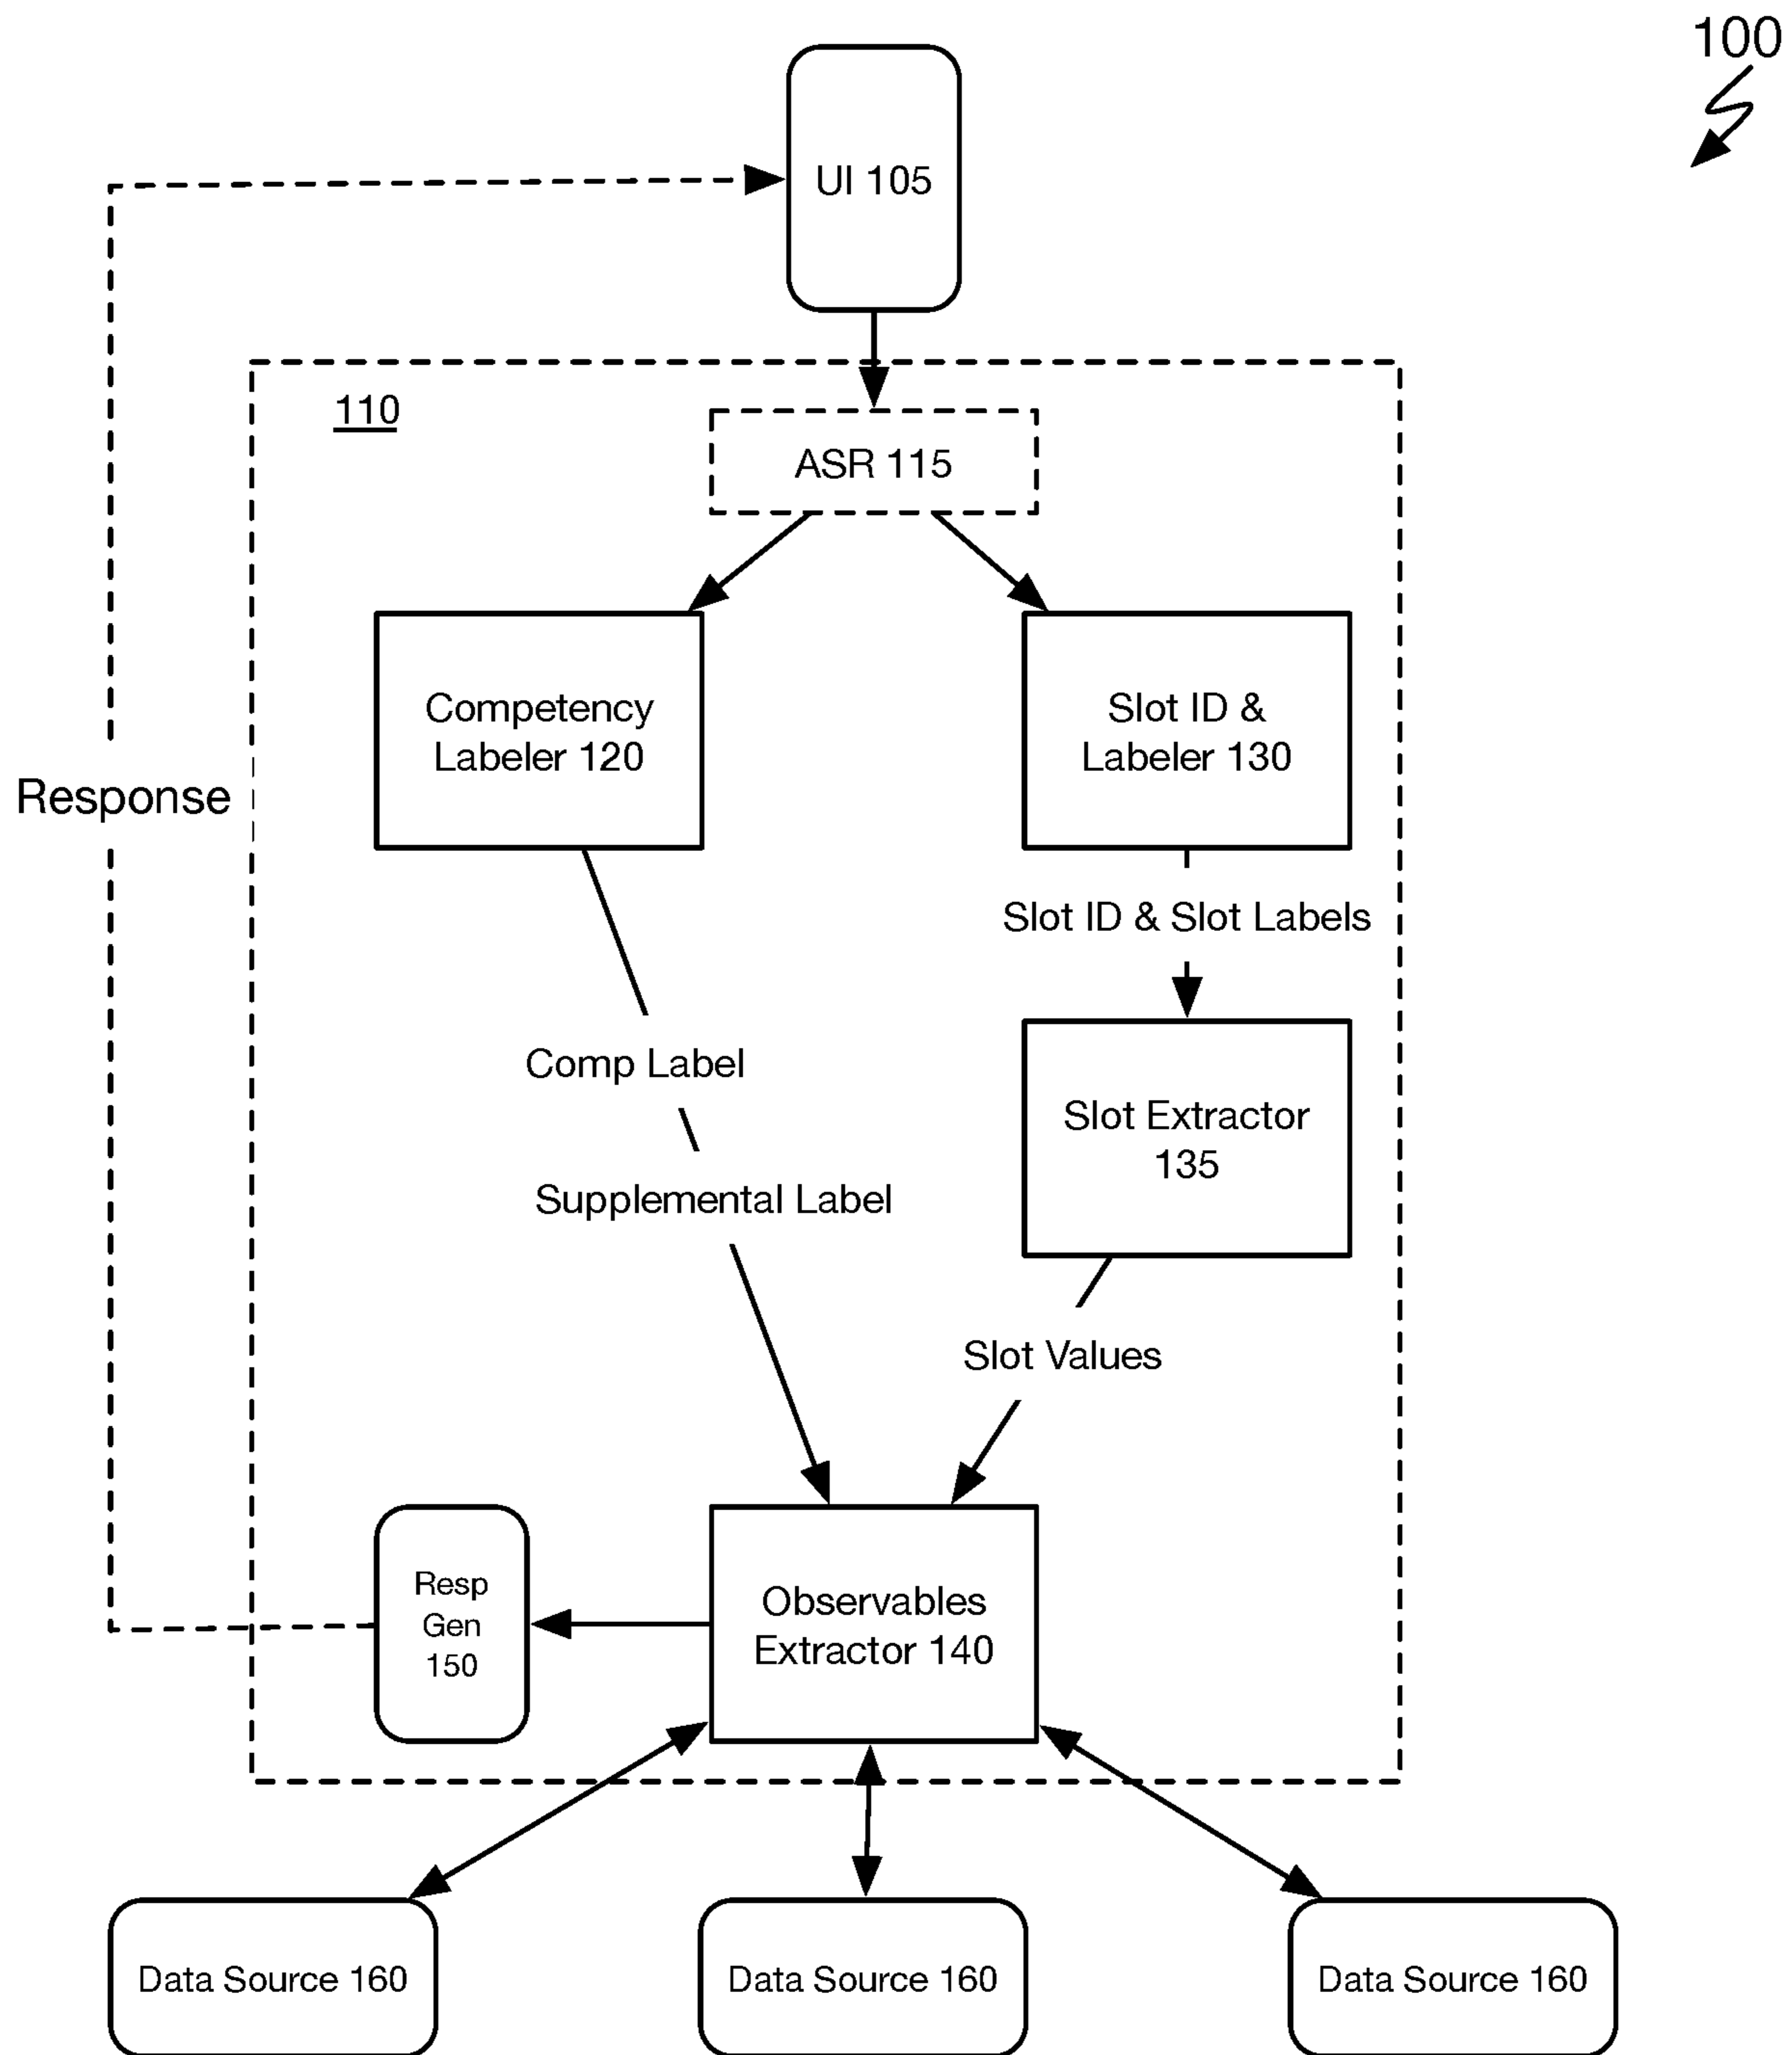 100
UI 105
110
ASR 115
Competency
Labeler 120
Slot ID &
Labeler 130
Response
Slot ID & Slot Labels
Comp Label
Slot Extractor
135
Supplemental Label
Slot Values
Resp
Gen
150
Observables
Extractor 140
Data Source 160
Data Source 160
Data Source 160